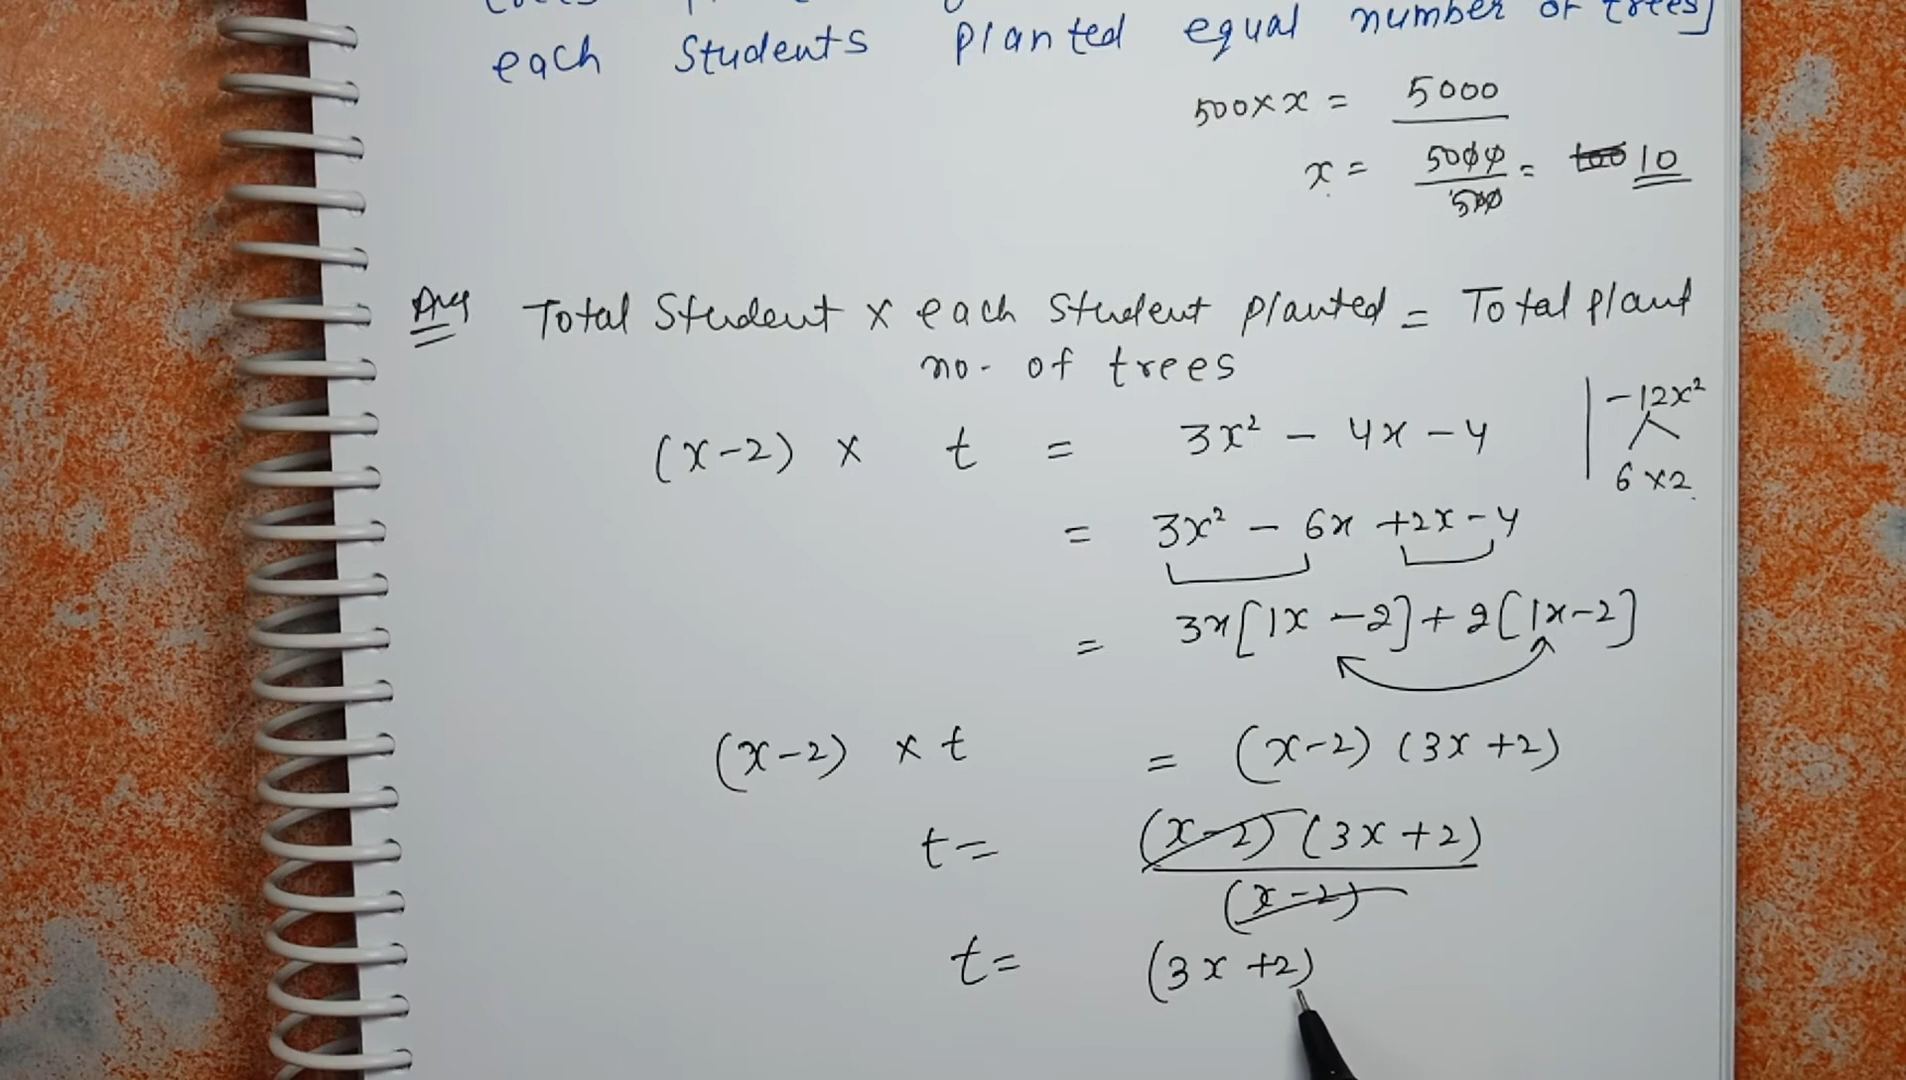 each Students Planted equal number of trees]
500 × x = 5000
x = 5000/500 = 100 10
Ans Total Student × each Student planted = Total plant
no. of trees
(x-2) × t = 3x² - 4x - 4
-12x²
6 × 2
= 3x² - 6x + 2x - 4
= 3x[1x - 2] + 2[1x - 2]
(x-2) × t = (x-2) (3x+2)
t = (x-2) (3x+2)
(x-2)
t = (3x+2)